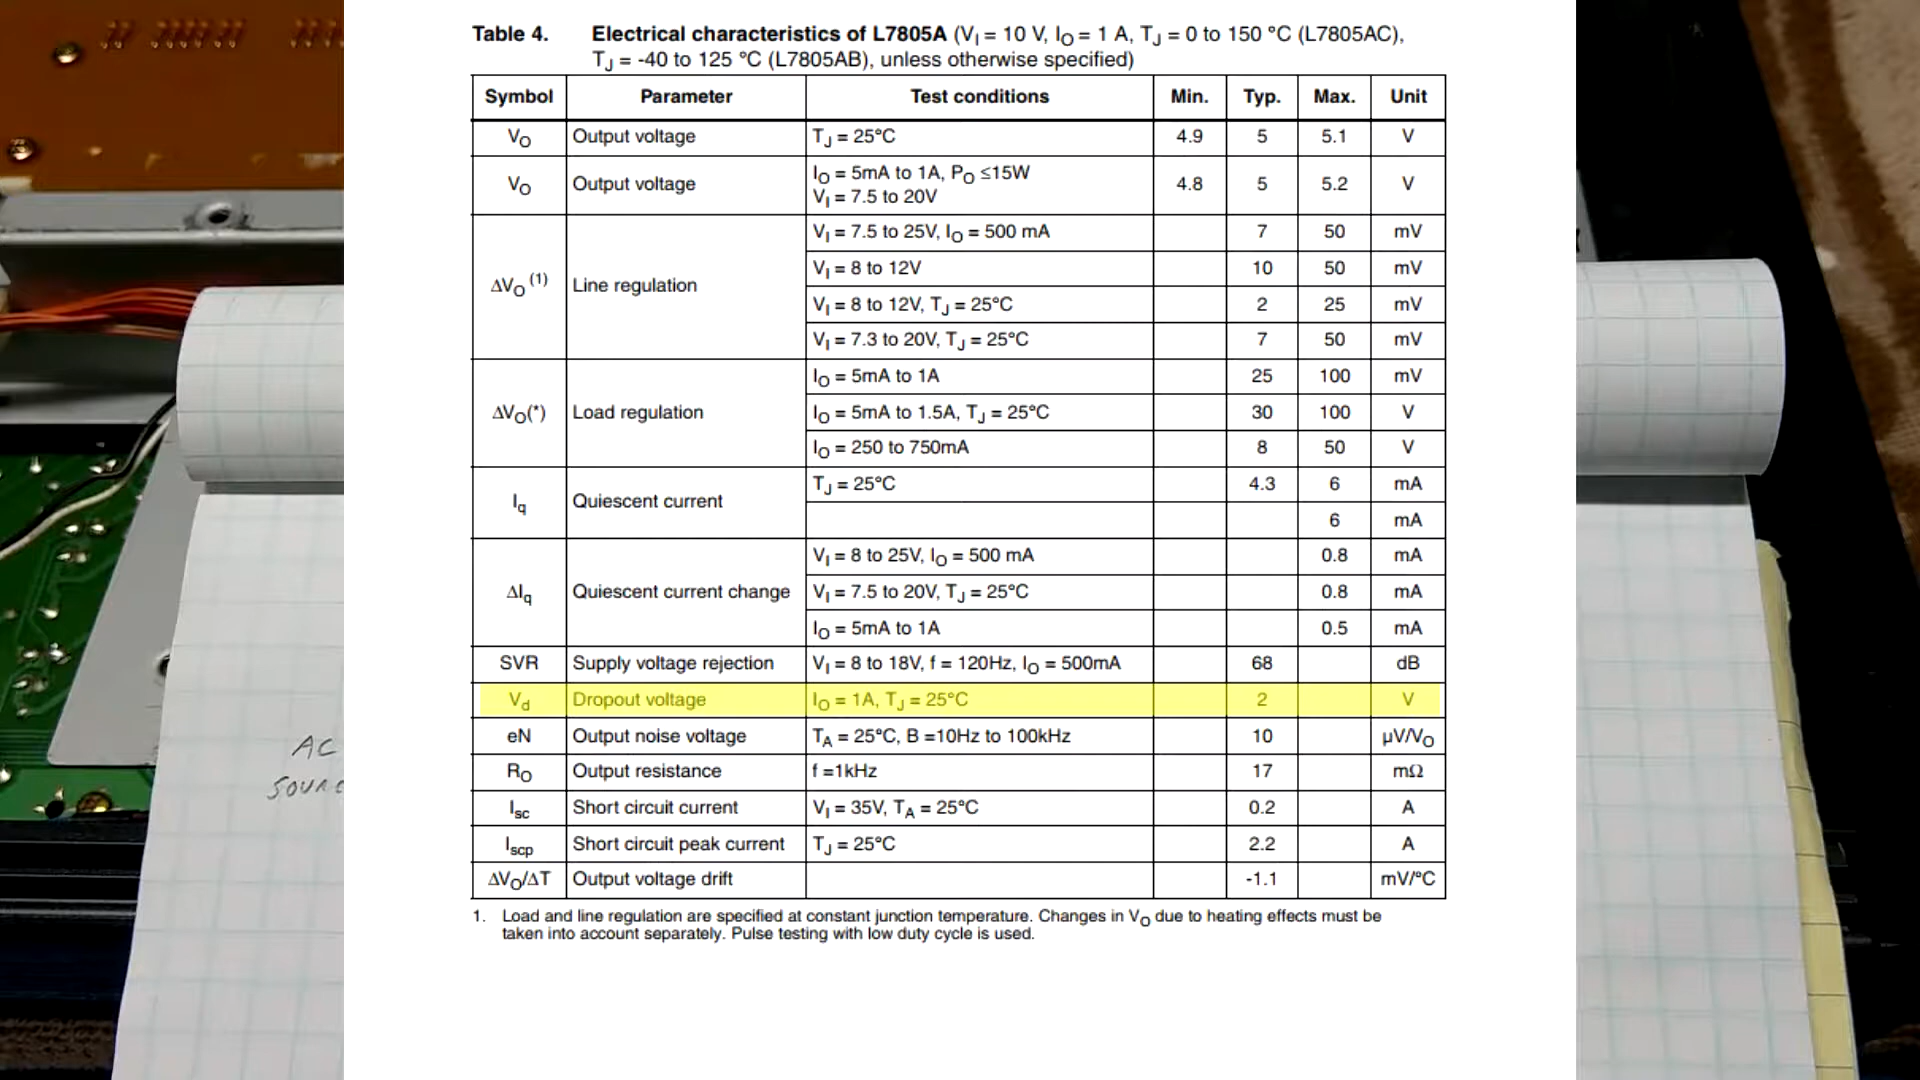 Table 4. Electrical characteristics of L7805A (VI = 10 V, IO = 1 A, TJ = 0 to 150 °C (L7805AC),
TJ = -40 to 125 °C (L7805AB), unless otherwise specified)
Symbol Parameter Test conditions Min. Typ. Max. Unit
VO Output voltage TJ = 25°C 4.9 5 5.1 V
VO Output voltage IO = 5mA to 1A, PO ≤15W
VI = 7.5 to 20V 4.8 5 5.2 V
ΔVO (1) Line regulation VI = 7.5 to 25V, IO = 500 mA 7 50 mV
VI = 8 to 12V 10 50 mV
VI = 8 to 12V, TJ = 25°C 2 25 mV
VI = 7.3 to 20V, TJ = 25°C 7 50 mV
ΔVO(*) Load regulation IO = 5mA to 1A 25 100 mV
IO = 5mA to 1.5A, TJ = 25°C 30 100 V
IO = 250 to 750mA 8 50 V
Iq Quiescent current TJ = 25°C 4.3 6 mA
6 mA
ΔIq Quiescent current change VI = 8 to 25V, IO = 500 mA 0.8 mA
VI = 7.5 to 20V, TJ = 25°C 0.8 mA
IO = 5mA to 1A 0.5 mA
SVR Supply voltage rejection VI = 8 to 18V, f = 120Hz, IO = 500mA 68 dB
Vd Dropout voltage IO = 1A, TJ = 25°C 2 V
eN Output noise voltage TA = 25°C, B =10Hz to 100kHz 10 µV/VO
RO Output resistance f =1kHz 17 mΩ
Isc Short circuit current VI = 35V, TA = 25°C 0.2 A
Iscp Short circuit peak current TJ = 25°C 2.2 A
ΔVO/ΔT Output voltage drift -1.1 mV/°C
1. Load and line regulation are specified at constant junction temperature. Changes in VO due to heating effects must be
taken into account separately. Pulse testing with low duty cycle is used.
AC